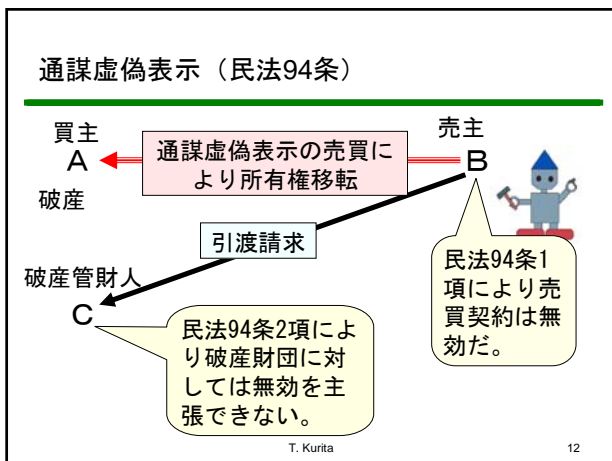 通謀虚偽表示（民法94条）
買主
A
破産
通謀虚偽表示の売買に
より所有権移転
売主
B
引渡請求
破産管財人
C
民法94条1
項により売
買契約は無
効だ。
民法94条2項によ
り破産財団に対
しては無効を主
張できない。
T. Kurita
12